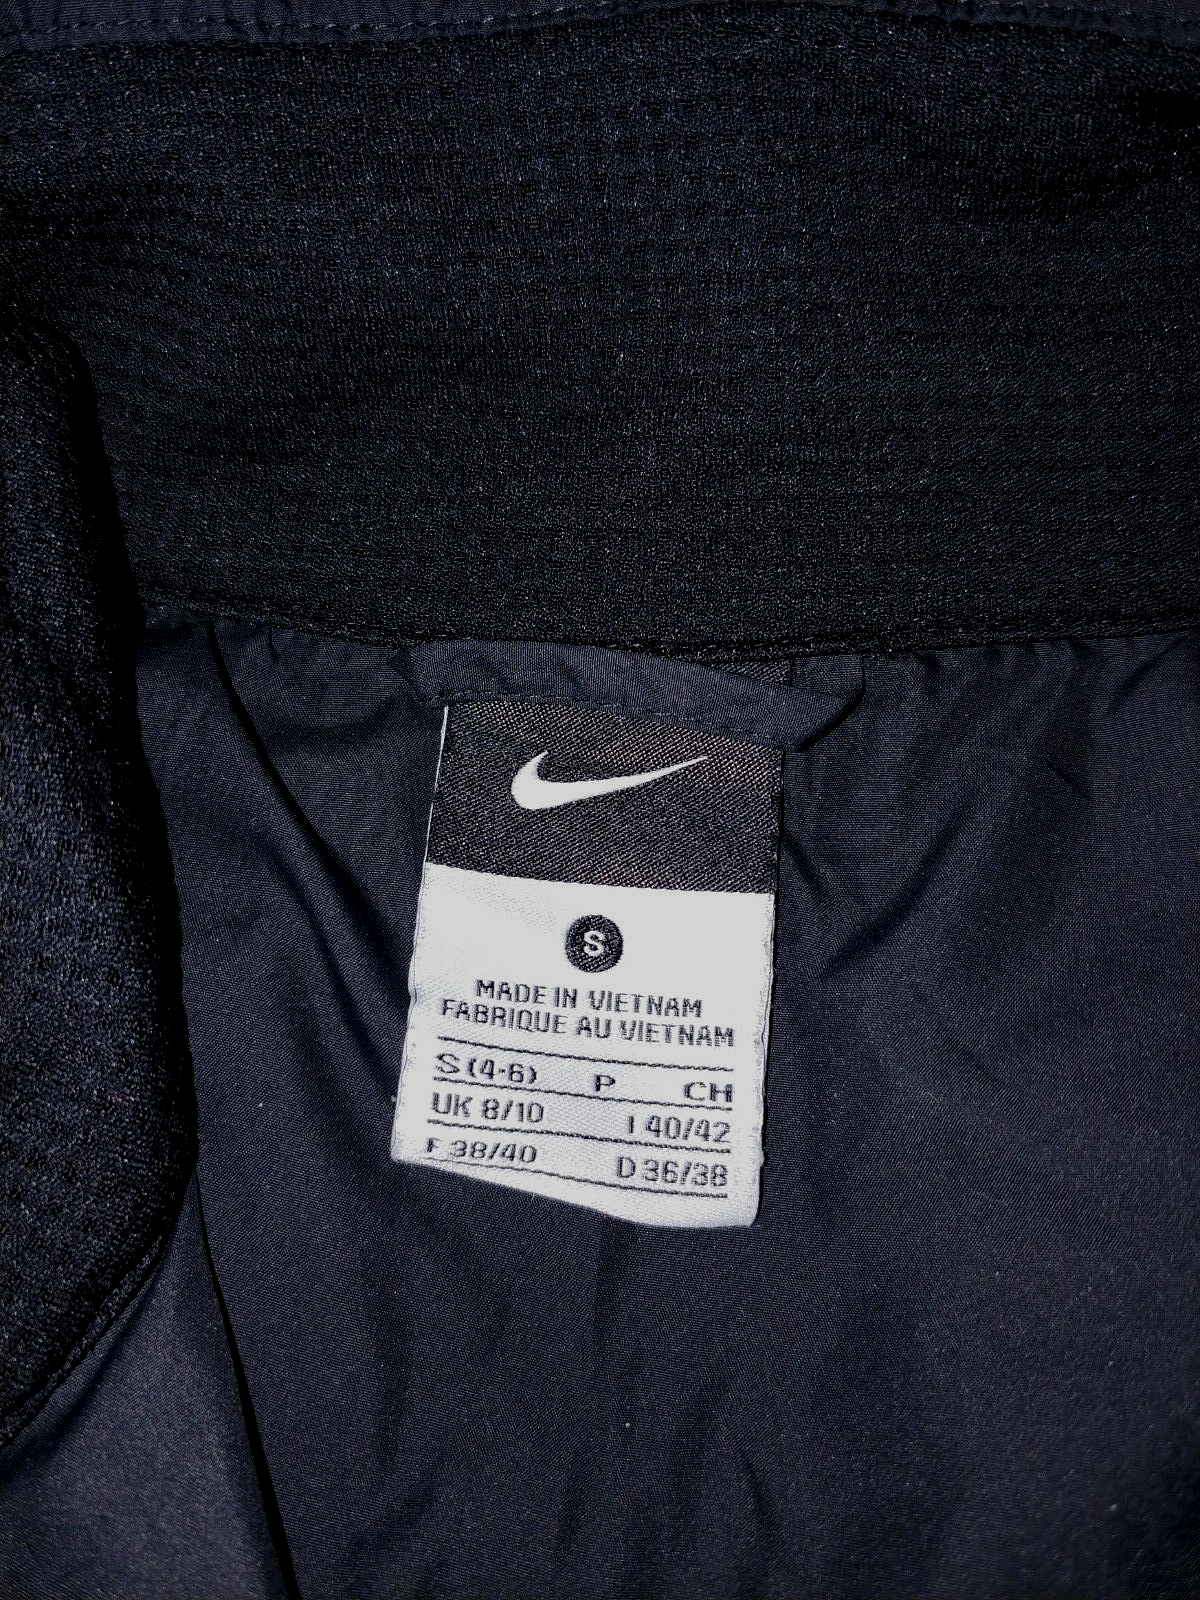 S
MADE IN VIETNAM
FABRIQUE AU VIETNAM
S (4-6) P CH
UK 8/10 I 40/42
F 38/40 D 36/38